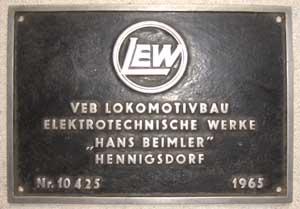 LEW
VEB LOKOMOTIVBAU
ELEKTROTECHNISCHE WERKE
„HANS BEIMLER"
HENNIGSDORF
Nr. 10 425 1965